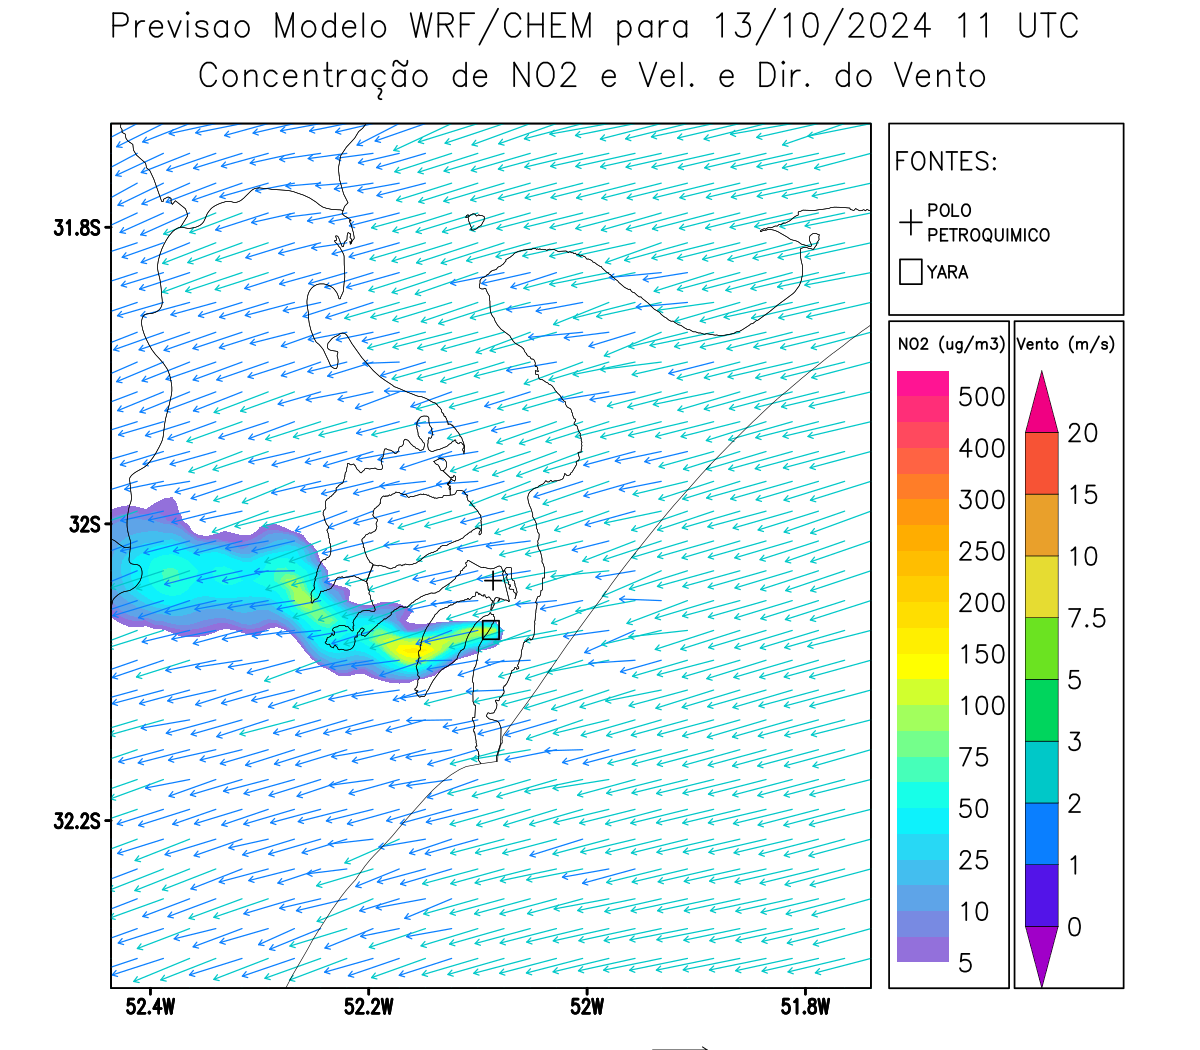 Previsao Modelo WRF/CHEM para 13/10/2024 11 UTC
Concentração de NO2 e Vel. e Dir. do Vento
FONTES:
POLO
PETROQUIMICO
YARA
NO2 (ug/m3)
500
400
300
250
200
150
100
75
50
25
10
5
Vento (m/s)
20
15
10
7.5
5
3
2
1
0
31.8S
32S
32.2S
52.4W
52.2W
52W
51.8W